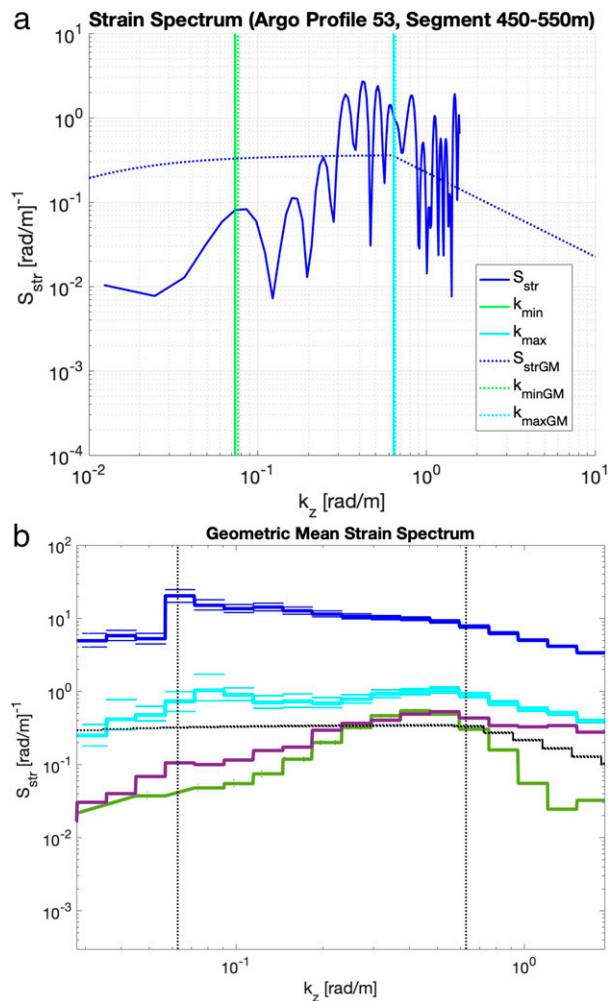 a
Strain Spectrum (Argo Profile 53, Segment 450-550m)
10^1
10^0
10^-1
10^-2
10^-3
10^-4
S_str [rad/m]^-1
S_str
k_min
k_max
S_strGM
k_minGM
k_maxGM
10^-2
10^-1
10^0
10^1
k_z [rad/m]
b
Geometric Mean Strain Spectrum
10^2
10^1
10^0
10^-1
10^-2
10^-3
S_str [rad/m]^-1
10^-1
10^0
k_z [rad/m]